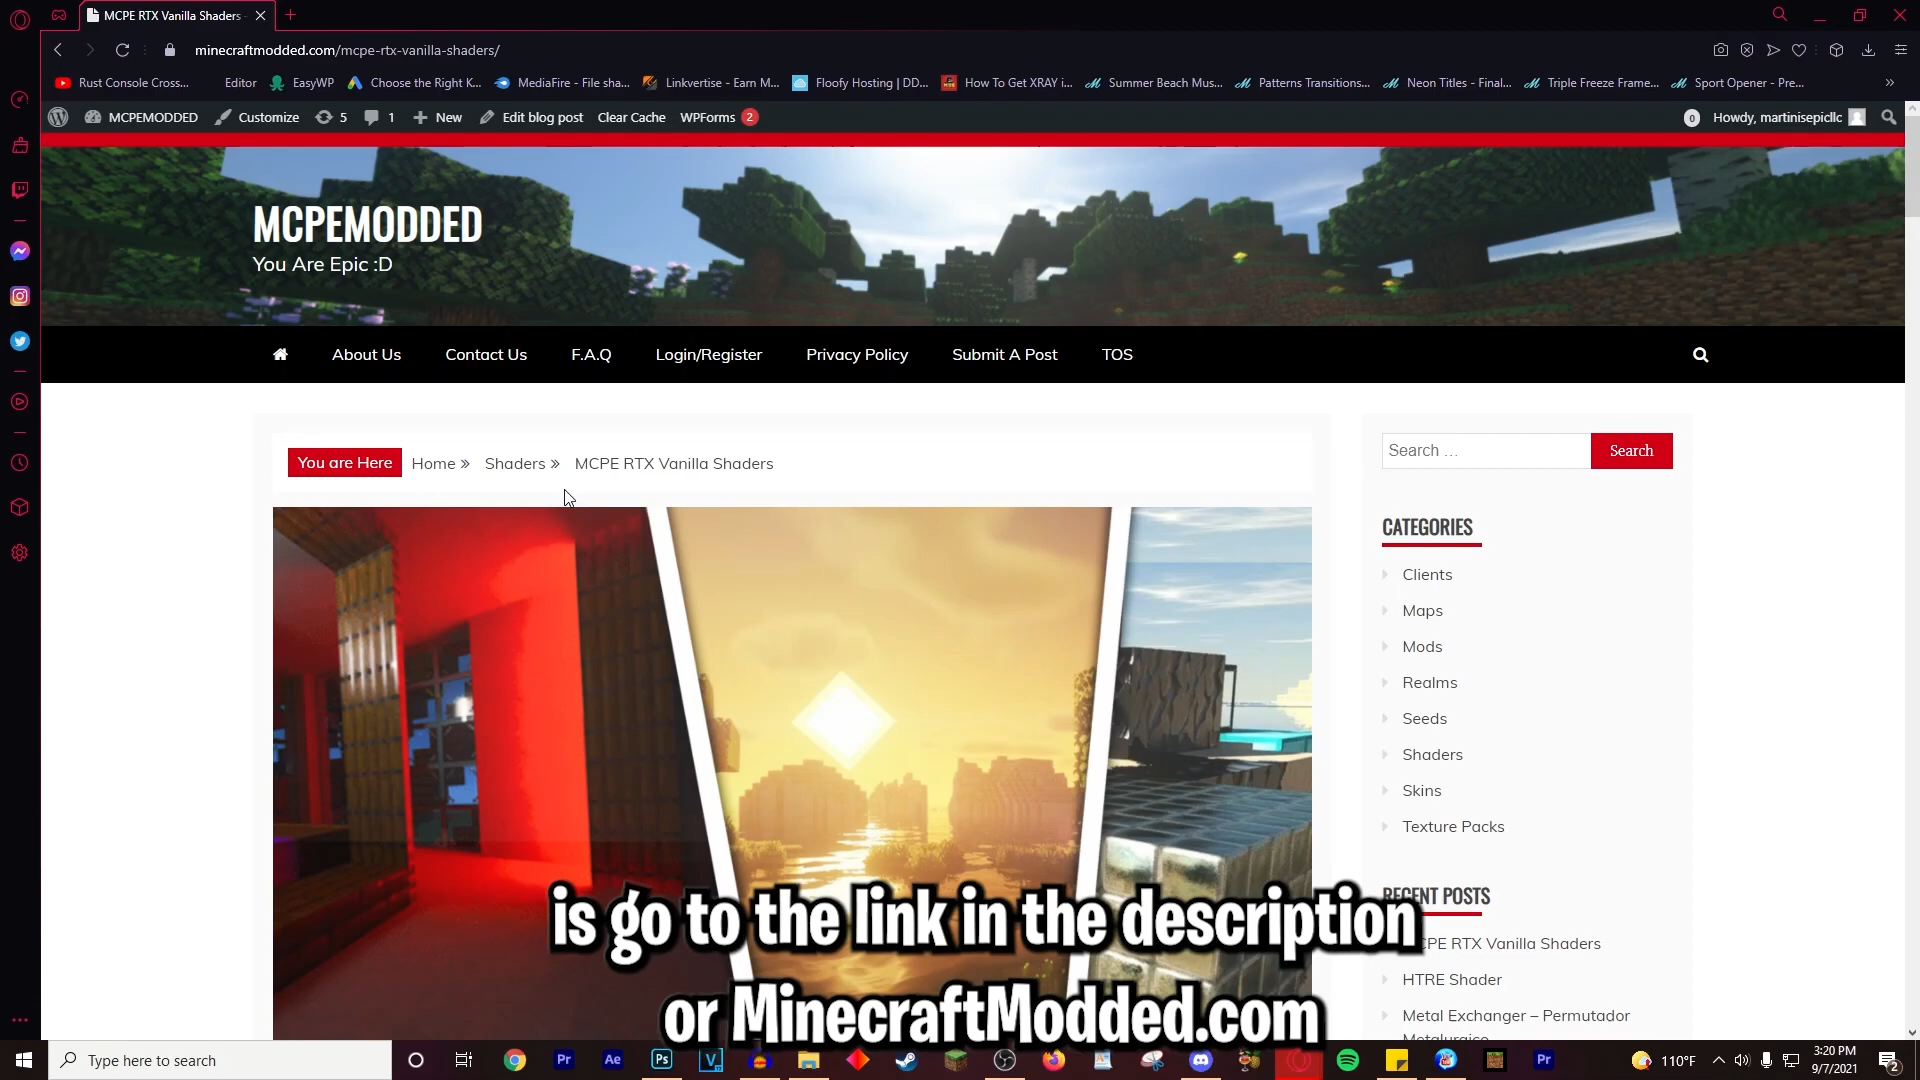 MCPE RTX Vanilla Shaders
minecraftmodded.com/mcpe-rtx-vanilla-shaders/
Rust Console Cross... Editor EasyWP Choose the Right K... MediaFire - File sha... Linkvertise - Earn M... Floofy Hosting | DD... How To Get XRAY i... Summer Beach Mus... Patterns Transitions... Neon Titles - Final... Triple Freeze Frame... Sport Opener - Pre...
MCPEMODDED Customize 5 1 New Edit blog post Clear Cache WPForms 2 0 Howdy, martinisepicllc
MCPEMODDED
You Are Epic :D
About Us Contact Us F.A.Q Login/Register Privacy Policy Submit A Post TOS
You are Here Home » Shaders » MCPE RTX Vanilla Shaders
Search … Search
CATEGORIES
Clients
Maps
Mods
Realms
Seeds
Shaders
Skins
Texture Packs
RECENT POSTS
CPE RTX Vanilla Shaders
HTRE Shader
Metal Exchanger – Permutador
Metalurgico
is go to the link in the description
or MinecraftModded.com
Type here to search
110°F
3:20 PM
9/7/2021
2